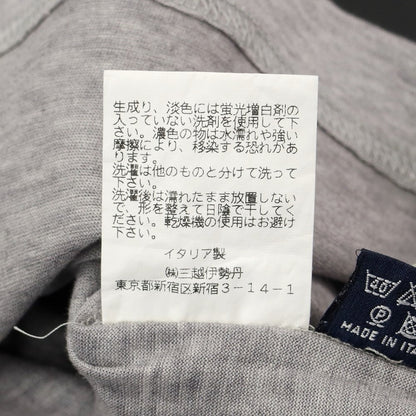 生成り、淡色には蛍光増白剤の
入っていない洗剤を使用して下
さい。濃色の物は水濡れや強い
摩擦により、移染する恐れがあ
ります。
洗濯は他のものと分けて洗って
下さい。
洗濯後は濡れたまま放置しない
で、形を整えて日陰で干してく
ださい。乾燥機の使用はお避け
下さい。
イタリア製
㈱三越伊勢丹
東京都新宿区新宿3-14-1
40
P
MADE IN